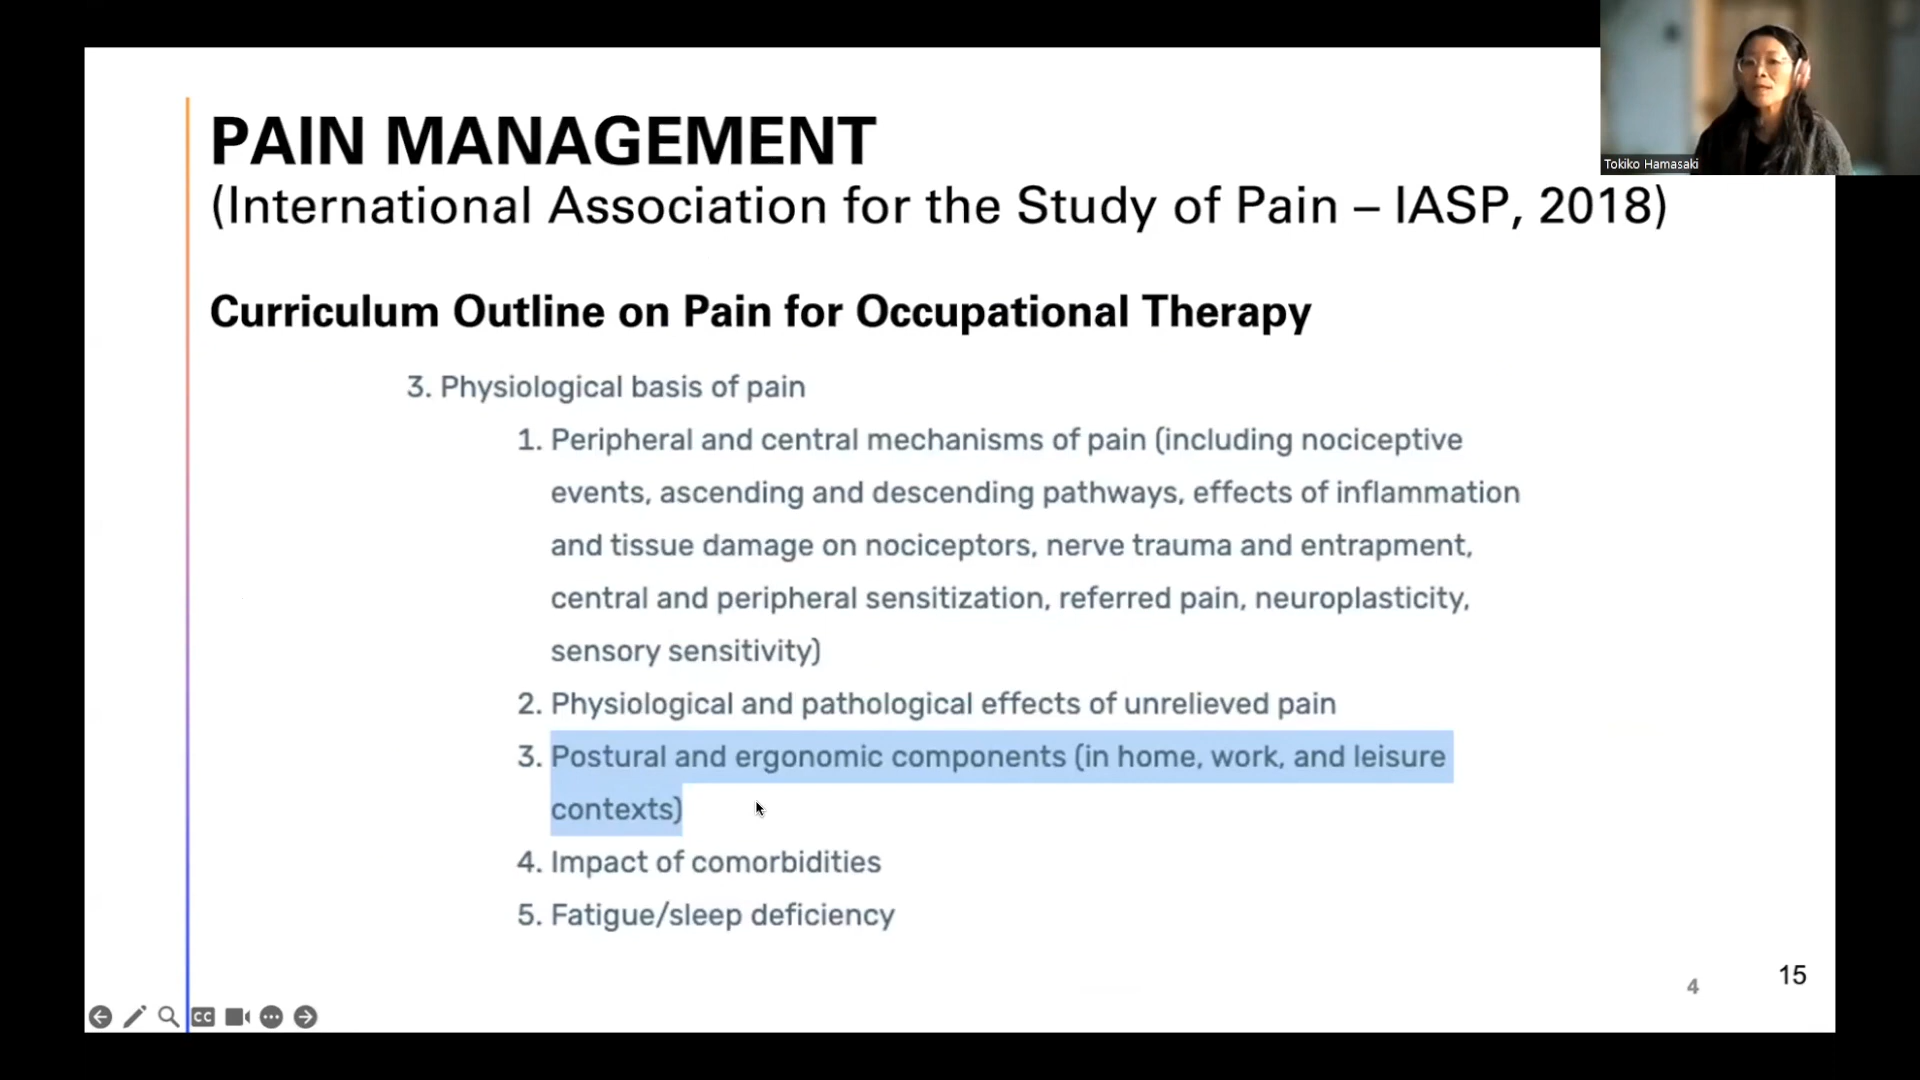 Tokiko Hamasaki
PAIN MANAGEMENT
(International Association for the Study of Pain – IASP, 2018)
Curriculum Outline on Pain for Occupational Therapy
3. Physiological basis of pain
1. Peripheral and central mechanisms of pain (including nociceptive
events, ascending and descending pathways, effects of inflammation
and tissue damage on nociceptors, nerve trauma and entrapment,
central and peripheral sensitization, referred pain, neuroplasticity,
sensory sensitivity)
2. Physiological and pathological effects of unrelieved pain
3. Postural and ergonomic components (in home, work, and leisure
contexts)
4. Impact of comorbidities
5. Fatigue/sleep deficiency
4
15
CC